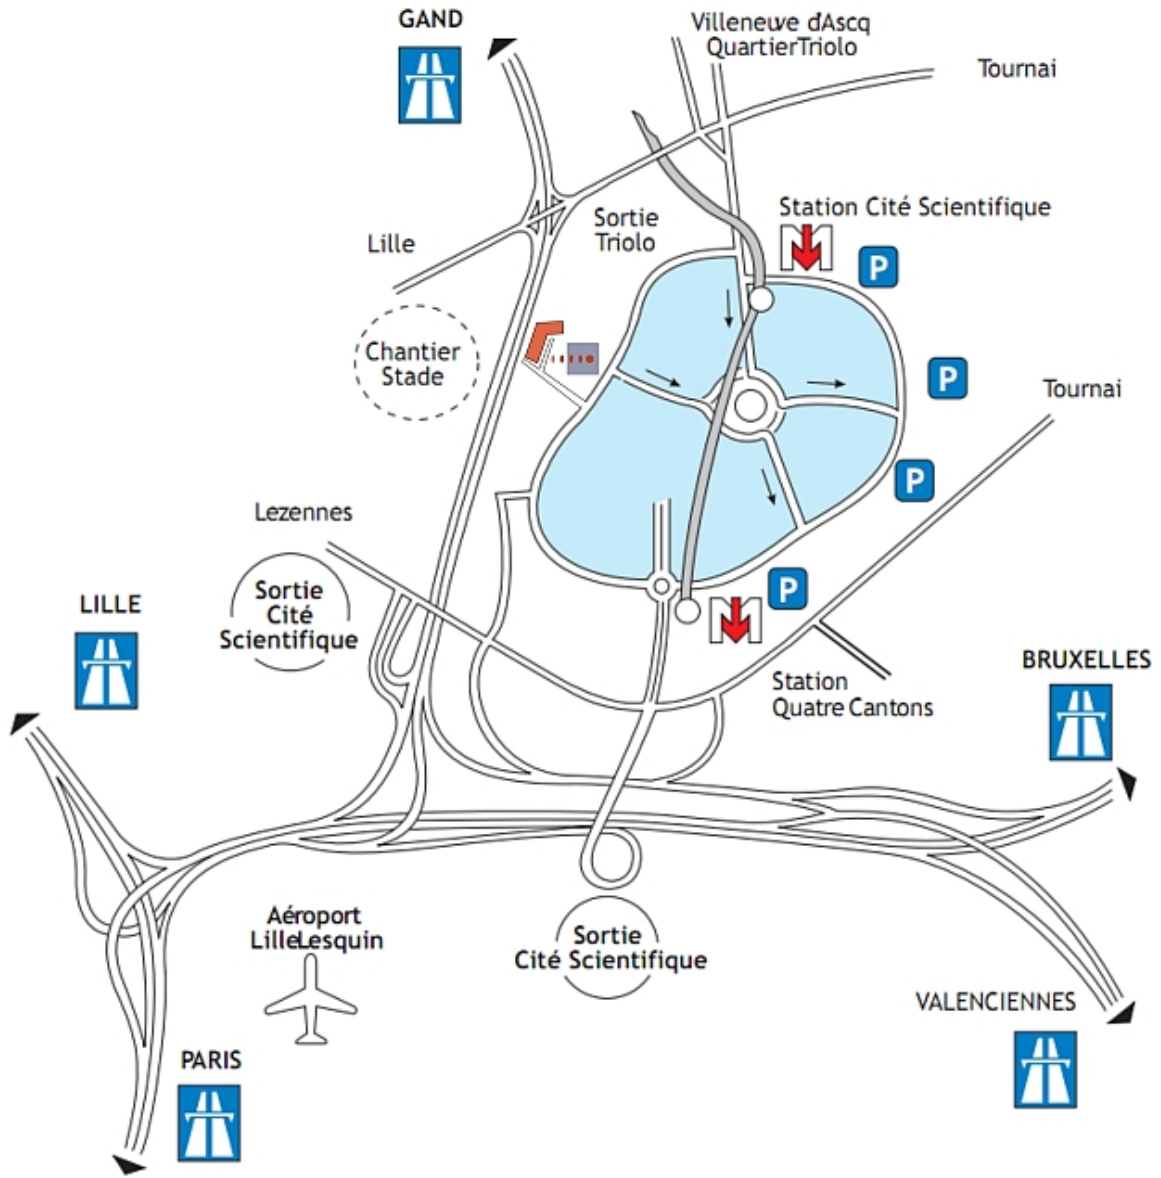 GAND
Villeneuve d'Ascq
QuartierTriolo
Tournai
Station Cité Scientifique
Sortie
Triolo
Lille
M
P
Chantier
Stade
P
Tournai
P
Lezennes
Sortie
Cité
Scientifique
P
M
LILLE
BRUXELLES
Station
Quatre Cantons
Aéroport
LilleLesquin
Sortie
Cité Scientifique
VALENCIENNES
PARIS